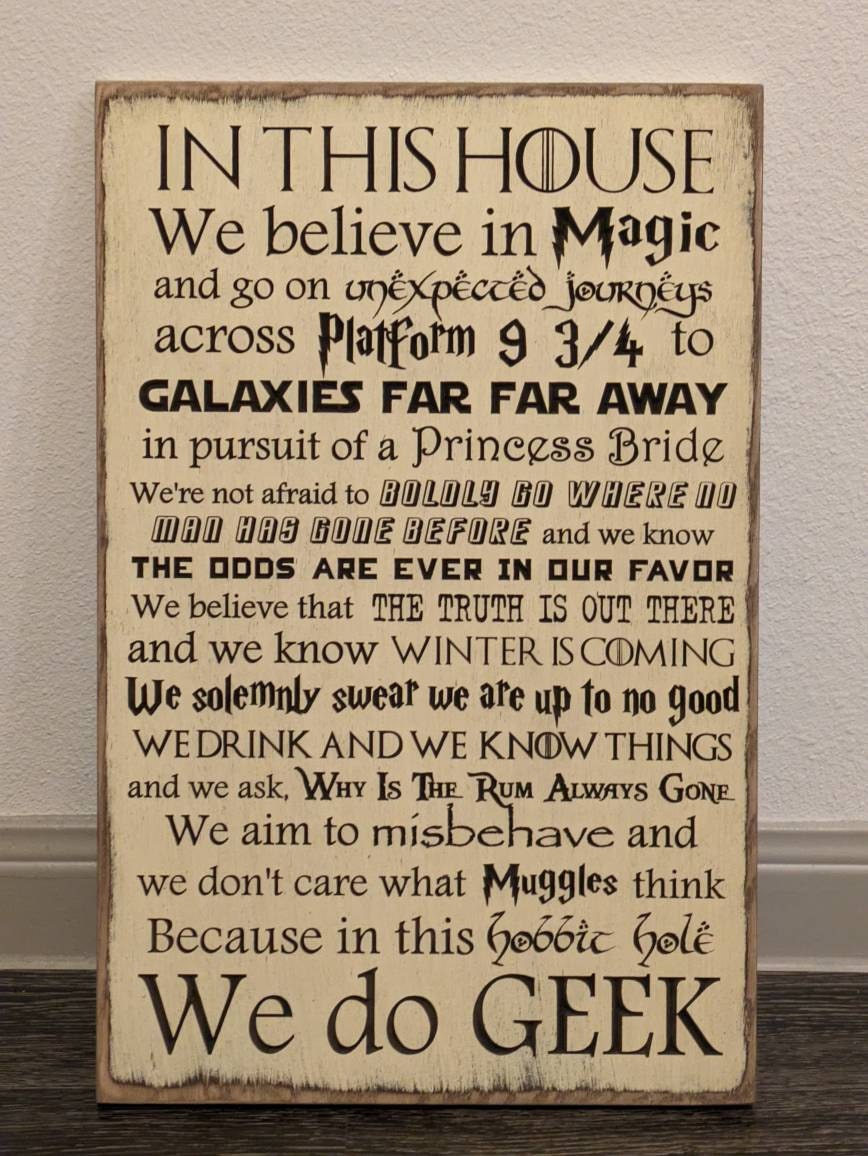 IN THIS HOUSE
We believe in Magic
and go on unexpected journeys
across Platform 9 3/4 to
GALAXIES FAR FAR AWAY
in pursuit of a Princess Bride
We're not afraid to BOLDLY GO WHERE NO
MAN HAS GONE BEFORE and we know
THE ODDS ARE EVER IN OUR FAVOR
We believe that THE TRUTH IS OUT THERE
and we know WINTER IS COMING
We solemnly swear we are up to no good
WE DRINK AND WE KNOW THINGS
and we ask, WHY IS THE RUM ALWAYS GONE
We aim to misbehave and
we don't care what Muggles think
Because in this hobbit hole
We do GEEK